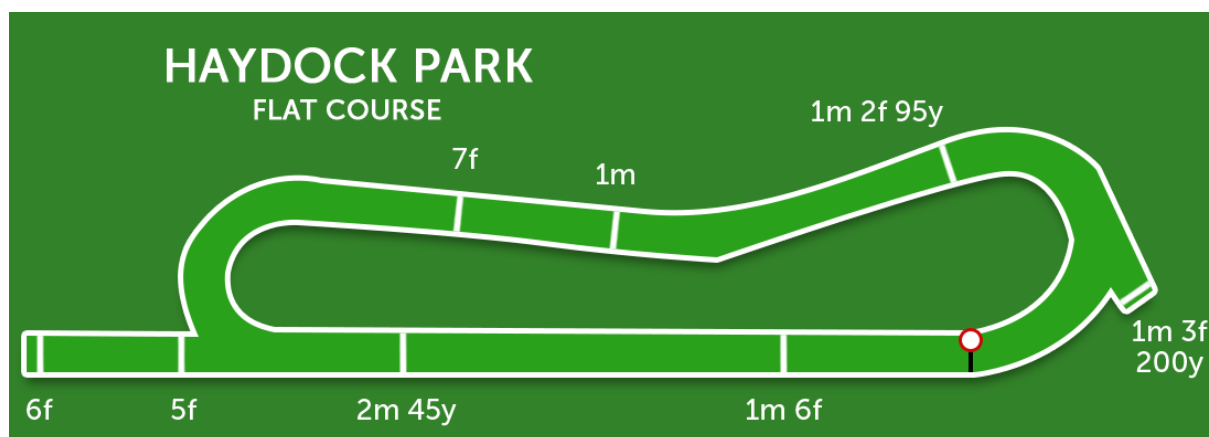 HAYDOCK PARK
FLAT COURSE
1m 2f 95y
7f
1m
1m 3f
200y
6f
5f
2m 45y
1m 6f